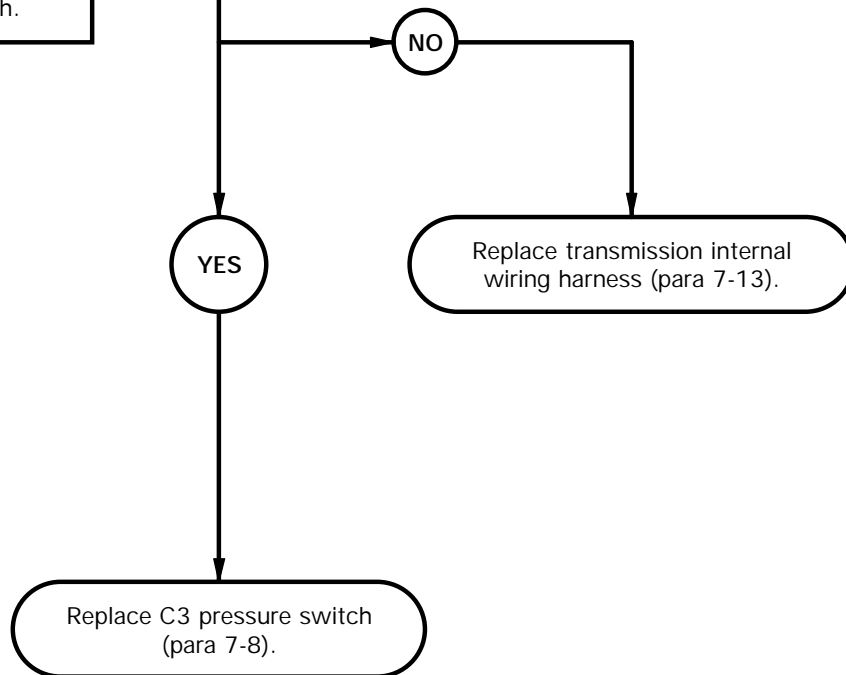 h.
NO
YES
Replace transmission internal
wiring harness (para 7-13).
Replace C3 pressure switch
(para 7-8).